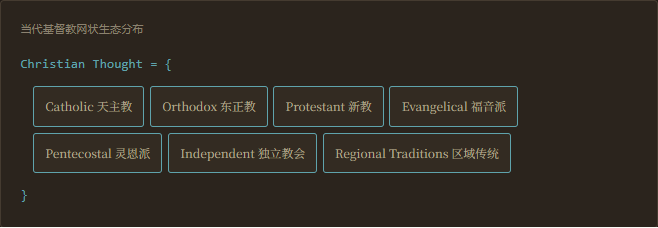 当代基督教网状生态分布
Christian Thought = {
Catholic 天主教 Orthodox 东正教 Protestant 新教 Evangelical 福音派
Pentecostal 灵恩派 Independent 独立教会 Regional Traditions 区域传统
}